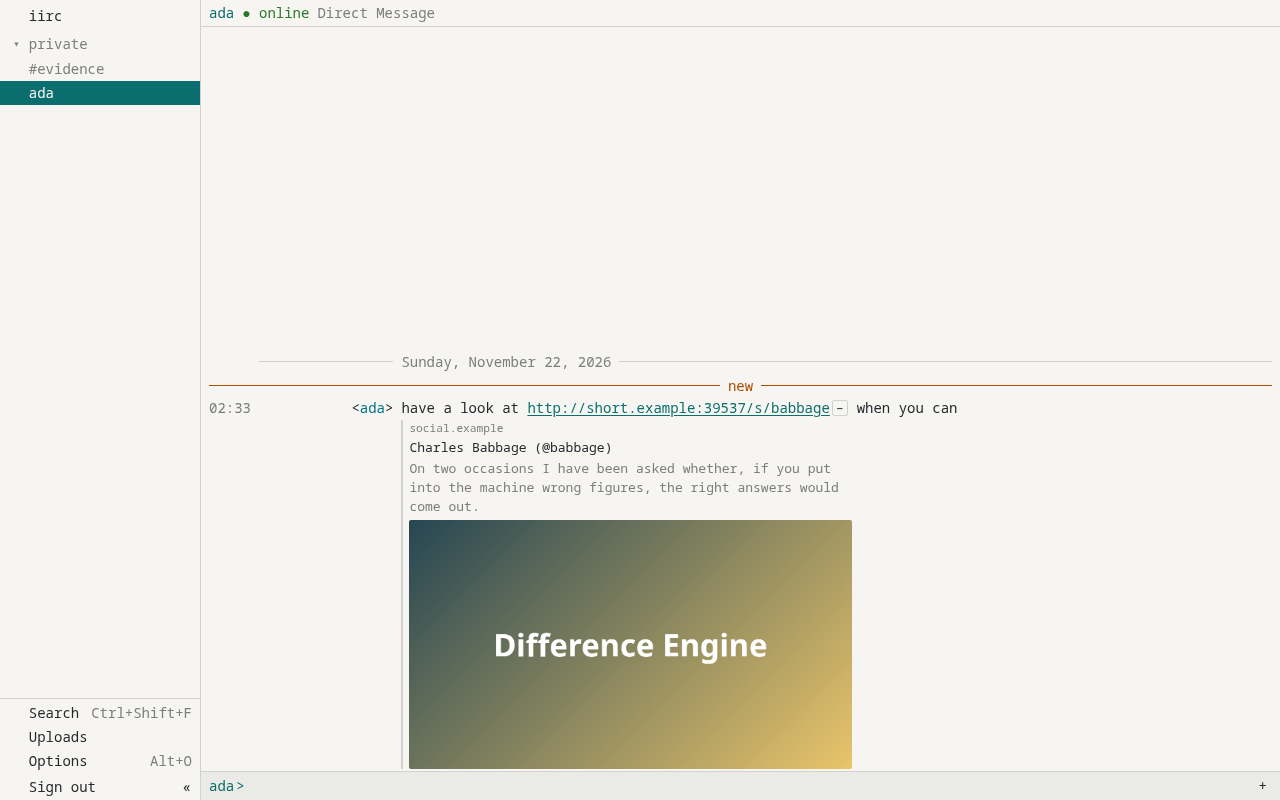 iirc
▾ private
#evidence
ada
Search Ctrl+Shift+F
Uploads
Options Alt+O
Sign out «
ada ● online Direct Message
Sunday, November 22, 2026
new
02:33 <ada> have a look at http://short.example:39537/s/babbage − when you can
social.example
Charles Babbage (@babbage)
On two occasions I have been asked whether, if you put
into the machine wrong figures, the right answers would
come out.
Difference Engine
ada> +